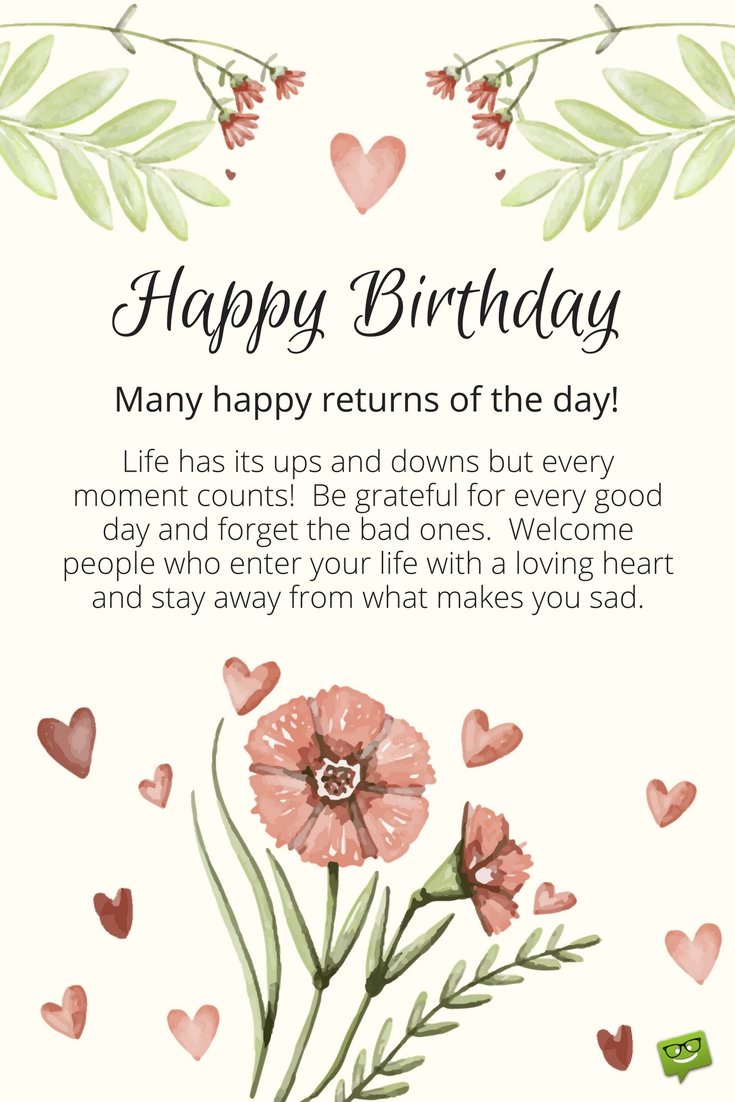 Happy Birthday
Many happy returns of the day!
Life has its ups and downs but every
moment counts!  Be grateful for every good
day and forget the bad ones.  Welcome
people who enter your life with a loving heart
and stay away from what makes you sad.